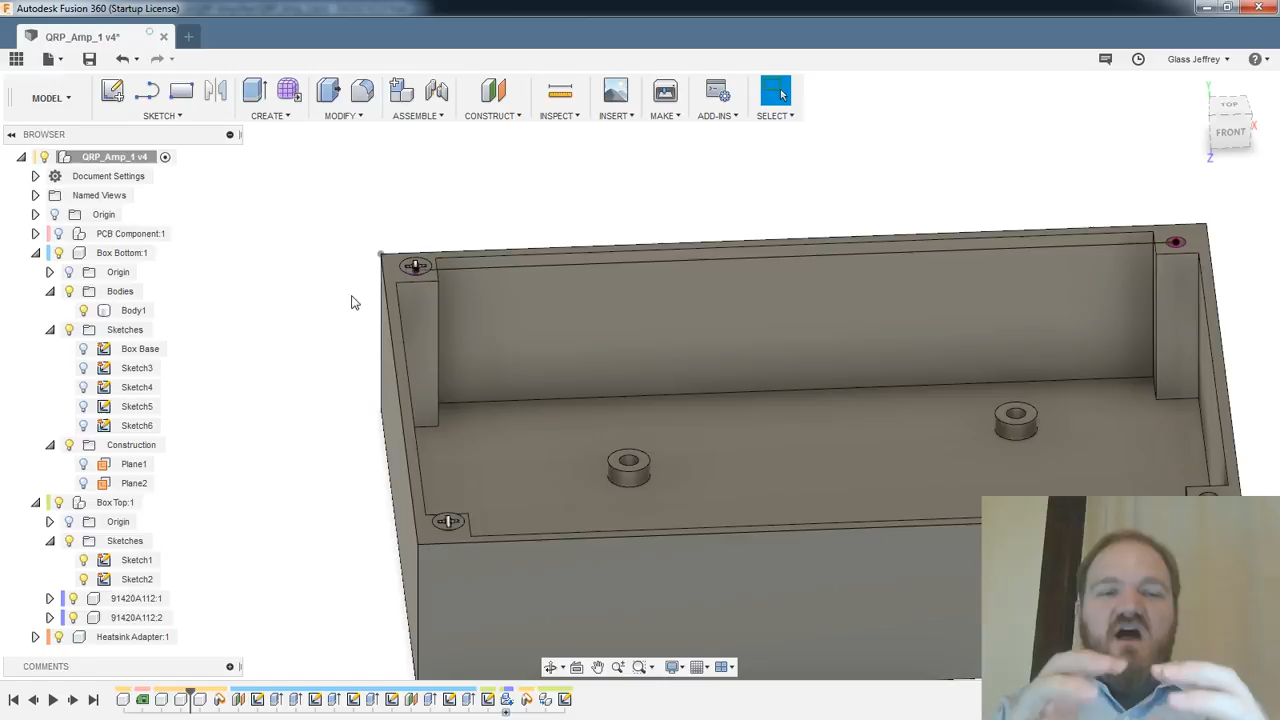 Autodesk Fusion 360 (Startup License)
QRP_Amp_1 v4*
Glass Jeffrey
MODEL
SKETCH
CREATE
MODIFY
ASSEMBLE
CONSTRUCT
INSPECT
INSERT
MAKE
ADD-INS
SELECT
BROWSER
QRP_Amp_1 v4
Document Settings
Named Views
Origin
PCB Component:1
Box Bottom:1
Origin
Bodies
Body1
Sketches
Box Base
Sketch3
Sketch4
Sketch5
Sketch6
Construction
Plane1
Plane2
Box Top:1
Origin
Sketches
Sketch1
Sketch2
91420A112:1
91420A112:2
Heatsink Adapter:1
COMMENTS
Y
TOP
FRONT
X
Z